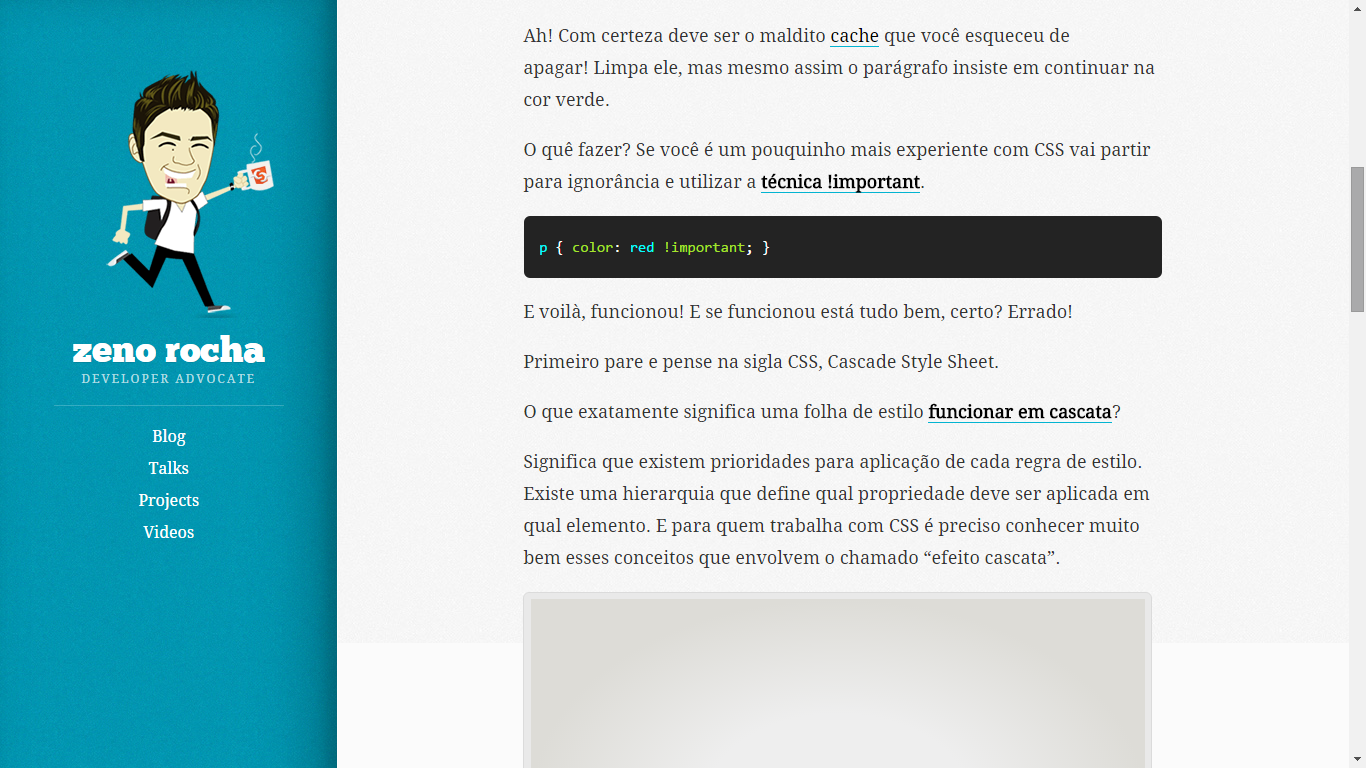 zeno rocha
DEVELOPER ADVOCATE
Blog
Talks
Projects
Videos
Ah! Com certeza deve ser o maldito cache que você esqueceu de
apagar! Limpa ele, mas mesmo assim o parágrafo insiste em continuar na
cor verde.
O quê fazer? Se você é um pouquinho mais experiente com CSS vai partir
para ignorância e utilizar a técnica !important.
p { color: red !important; }
E voilà, funcionou! E se funcionou está tudo bem, certo? Errado!
Primeiro pare e pense na sigla CSS, Cascade Style Sheet.
O que exatamente significa uma folha de estilo funcionar em cascata?
Significa que existem prioridades para aplicação de cada regra de estilo.
Existe uma hierarquia que define qual propriedade deve ser aplicada em
qual elemento. E para quem trabalha com CSS é preciso conhecer muito
bem esses conceitos que envolvem o chamado “efeito cascata”.